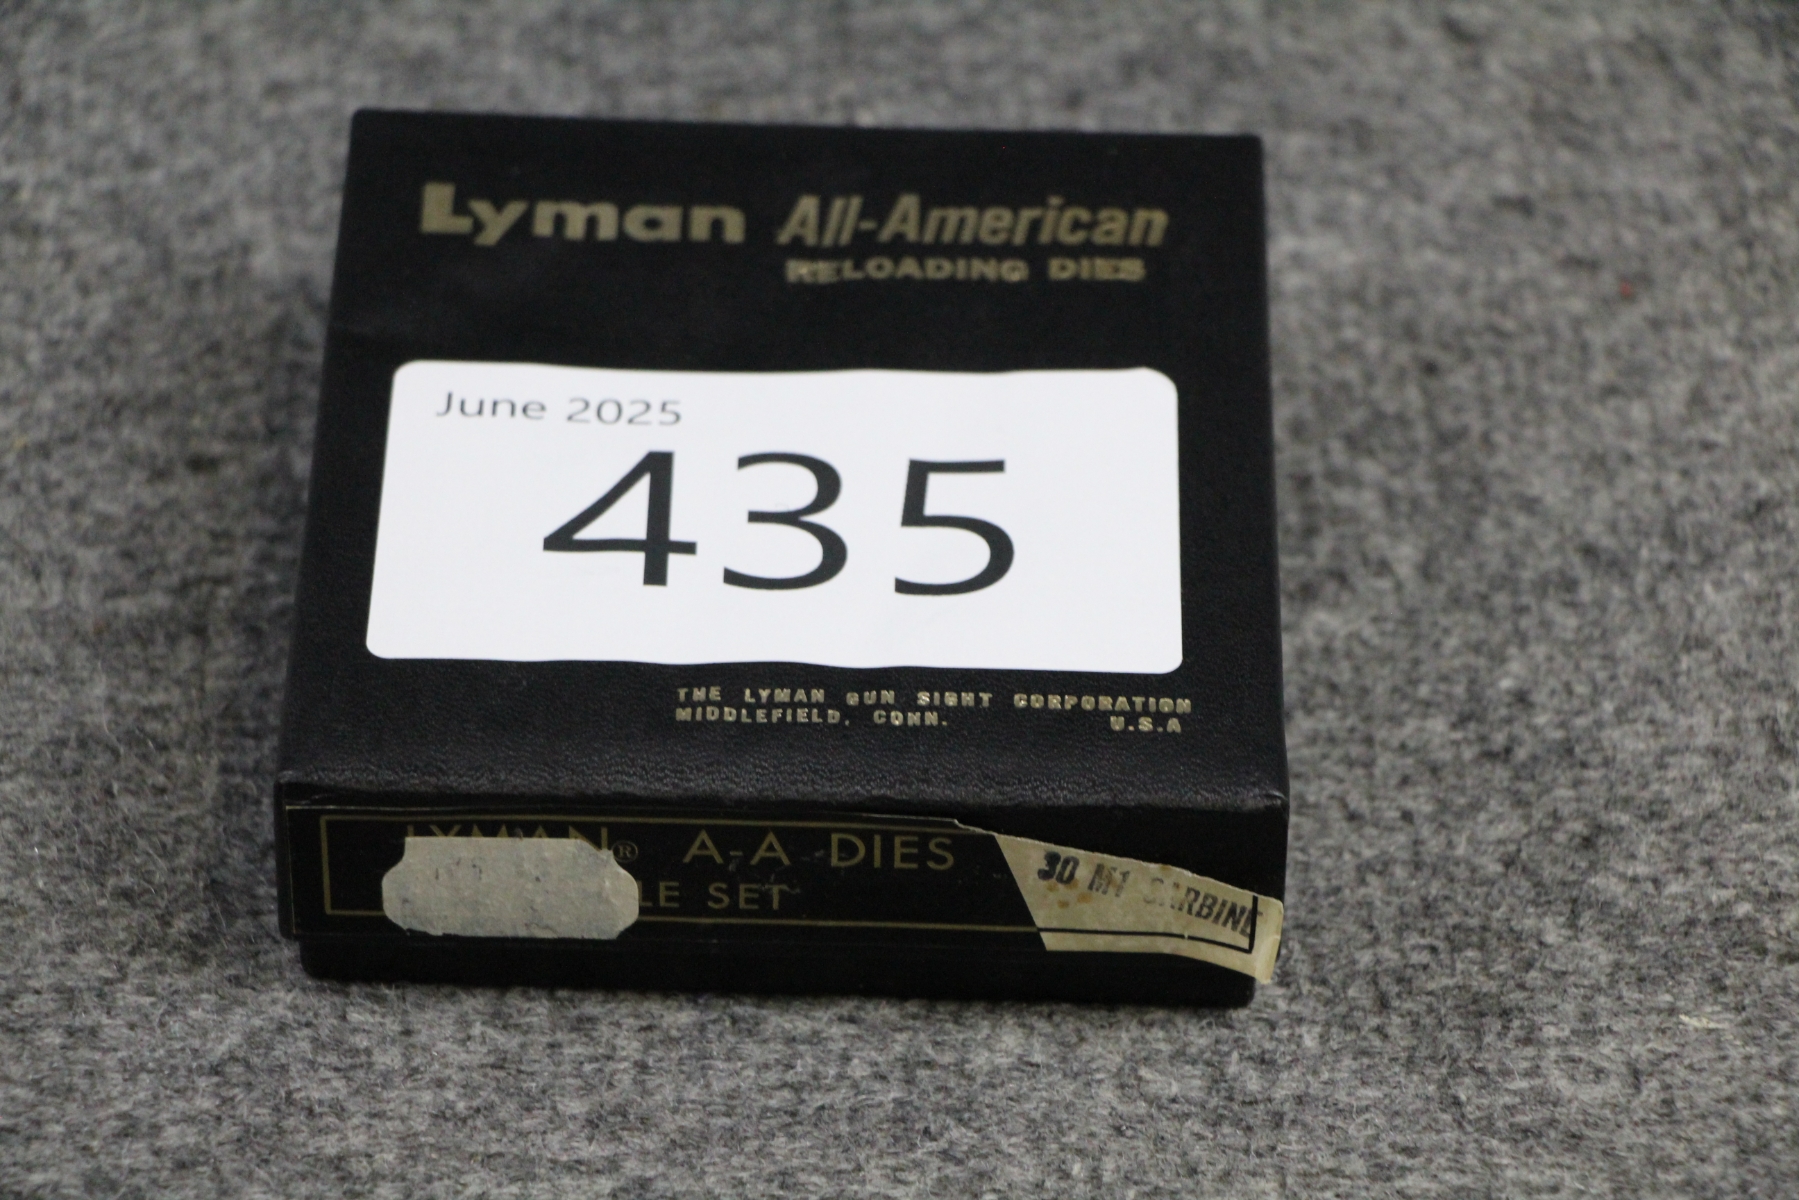 Lyman All-American
RELOADING DIES
June 2025
435
THE LYMAN GUN SIGHT CORPORATION
MIDDLEFIELD, CONN. U.S.A
LYMAN® A-A DIES
LE SET
30 M1 CARBINE